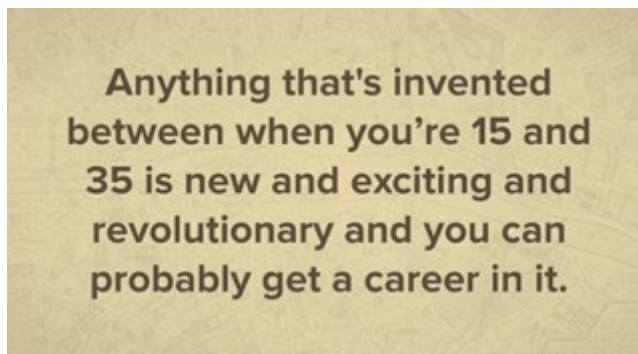 Anything that's invented
between when you’re 15 and
35 is new and exciting and
revolutionary and you can
probably get a career in it.